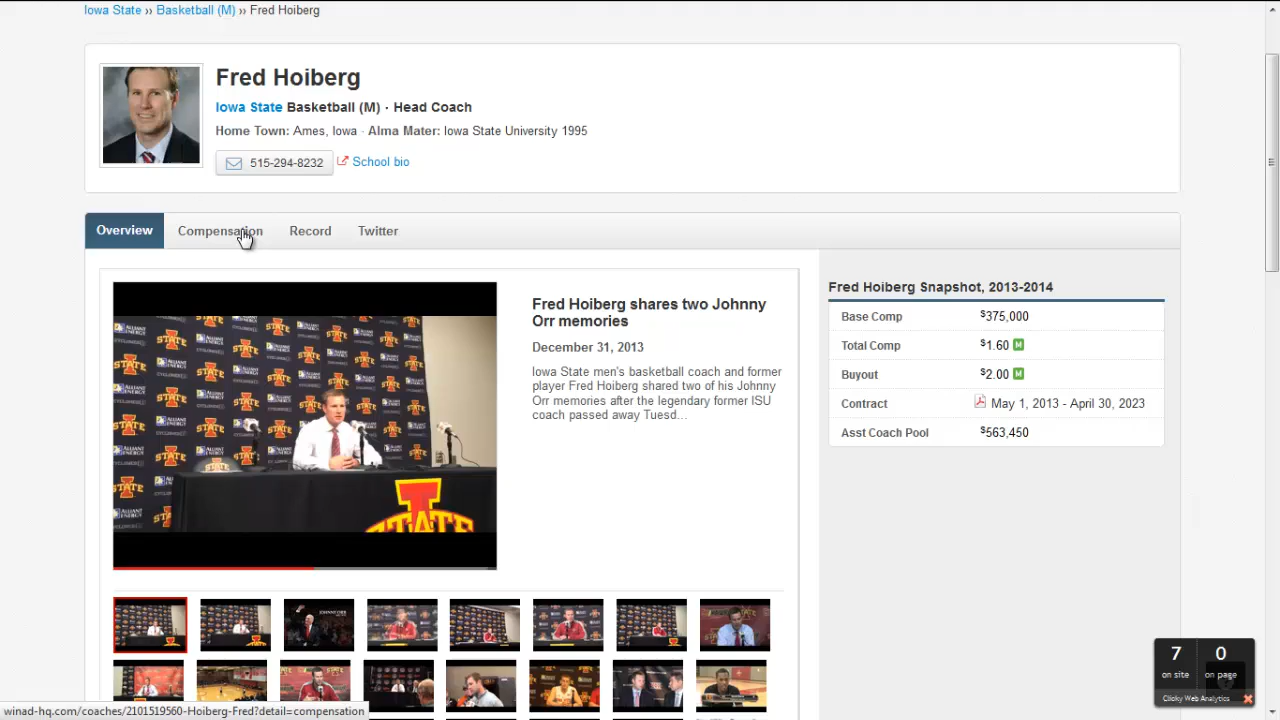 Iowa State ›› Basketball (M) ›› Fred Hoiberg
Fred Hoiberg
Iowa State Basketball (M) · Head Coach
Home Town: Ames, Iowa · Alma Mater: Iowa State University 1995
515-294-8232 School bio
Overview Compensation Record Twitter
Fred Hoiberg shares two Johnny
Orr memories
December 31, 2013
Iowa State men's basketball coach and former
player Fred Hoiberg shared two of his Johnny
Orr memories after the legendary former ISU
coach passed away Tuesd...
STATE
Fred Hoiberg Snapshot, 2013-2014
Base Comp $375,000
Total Comp $1.60 M
Buyout $2.00 M
Contract May 1, 2013 - April 30, 2023
Asst Coach Pool $563,450
7 0
on site on page
Clicky Web Analytics
winad-hq.com/coaches/2101519560-Hoiberg-Fred?detail=compensation